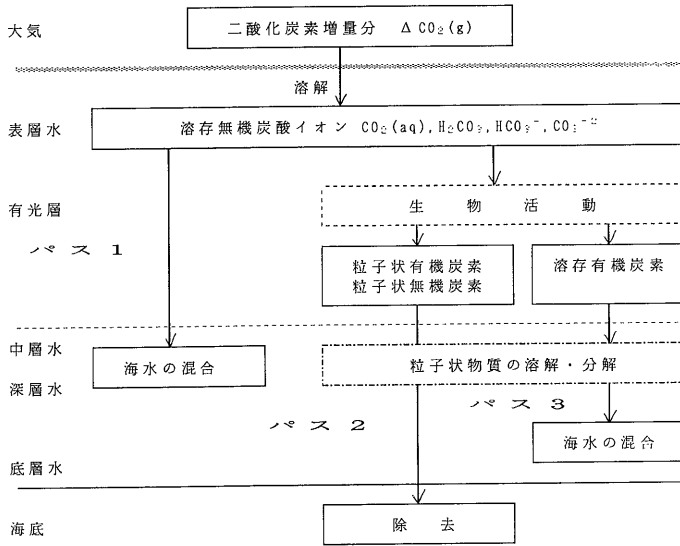 大気
二酸化炭素増量分 ΔCO₂(g)
溶解
表層水
溶存無機炭酸イオン CO₂(aq), H₂CO₃, HCO₃⁻, CO₃⁻²
有光層
生物活動
パス1
粒子状有機炭素
粒子状無機炭素
溶存有機炭素
中層水
海水の混合
粒子状物質の溶解・分解
深層水
パス3
パス2
海水の混合
底層水
海底
除去